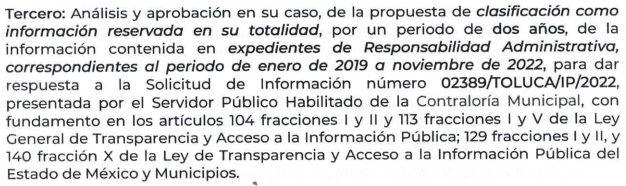 Tercero: Análisis y aprobación en su caso, de la propuesta de clasificación como
información reservada en su totalidad, por un periodo de dos años, de la
información contenida en expedientes de Responsabilidad Administrativa,
correspondientes al periodo de enero de 2019 a noviembre de 2022, para dar
respuesta a la Solicitud de Información número 02389/TOLUCA/IP/2022,
presentada por el Servidor Público Habilitado de la Contraloría Municipal, con
fundamento en los artículos 104 fracciones I y II y 113 fracciones I y V de la Ley
General de Transparencia y Acceso a la Información Pública; 129 fracciones I y II, y
140 fracción X de la Ley de Transparencia y Acceso a la Información Pública del
Estado de México y Municipios.